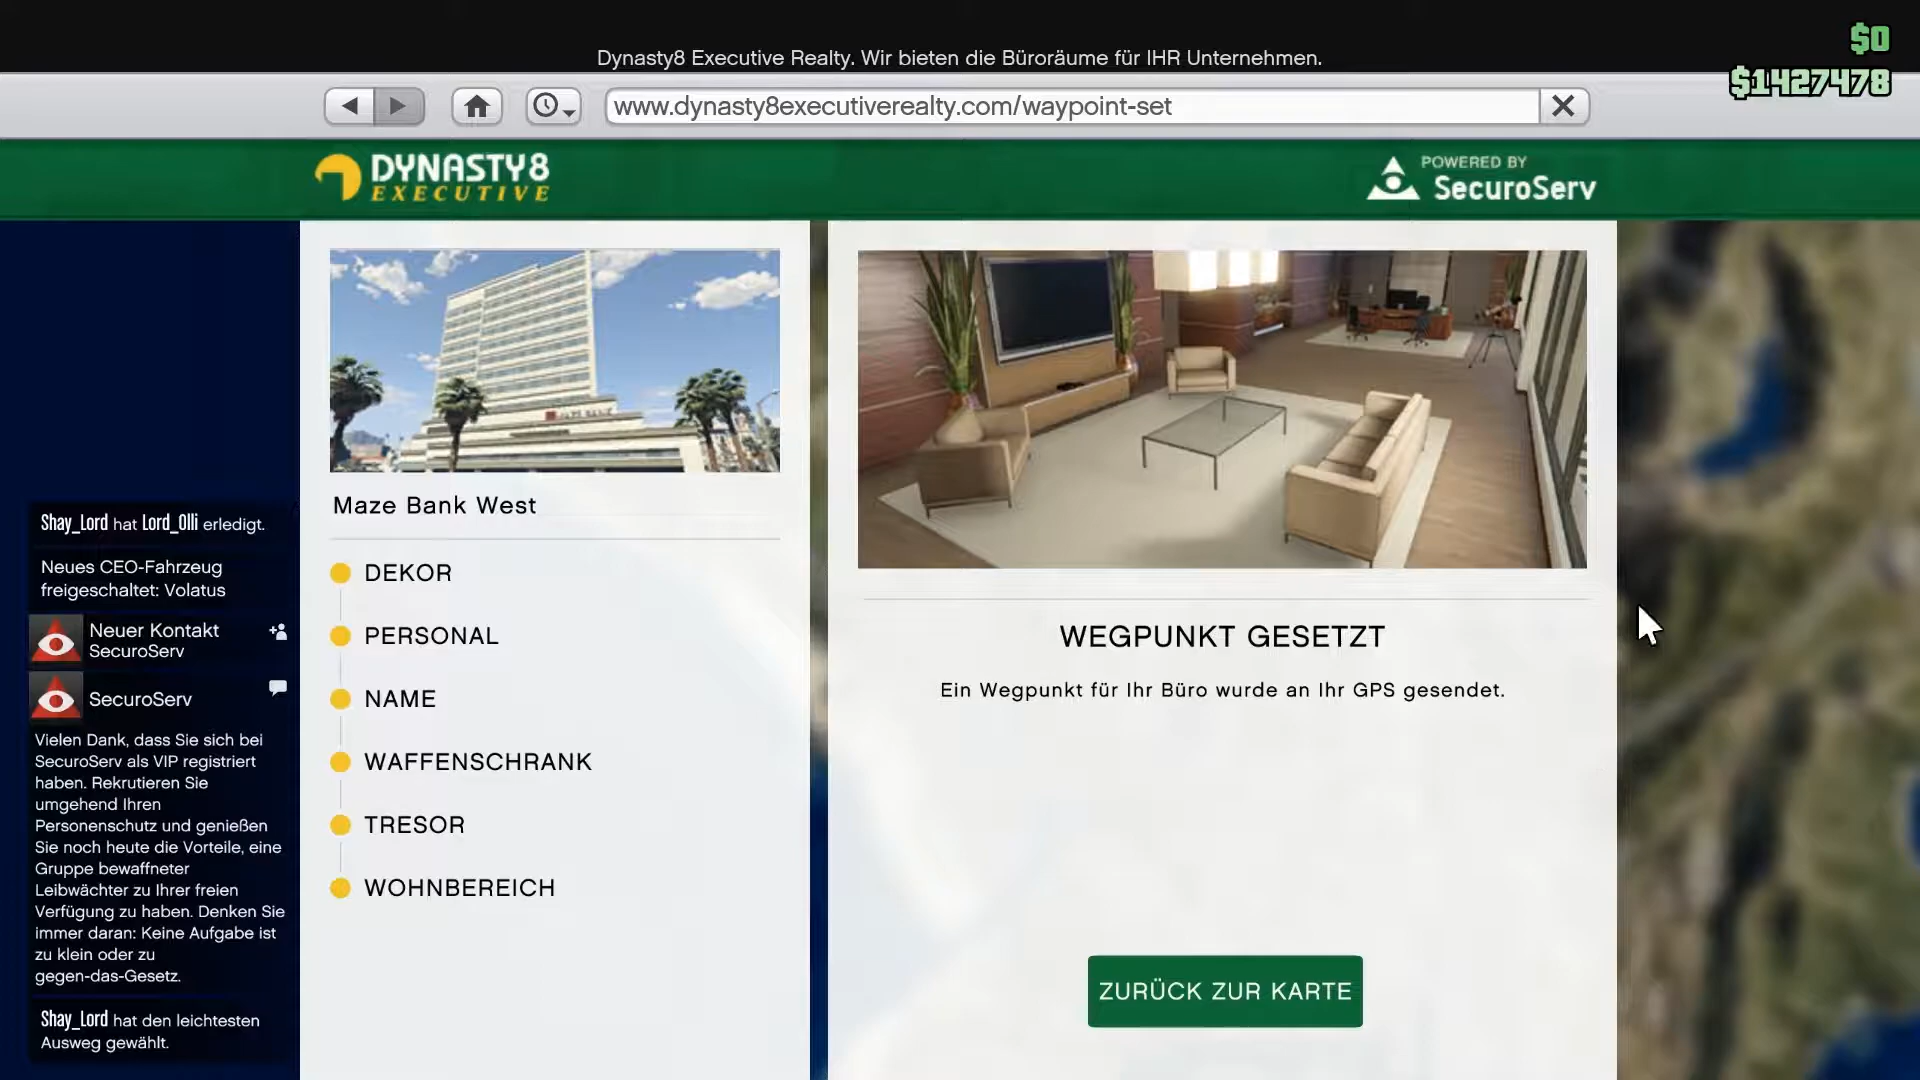 $0
$1427478
Dynasty8 Executive Realty. Wir bieten die Büroräume für IHR Unternehmen.
www.dynasty8executiverealty.com/waypoint-set
DYNASTY8
EXECUTIVE
POWERED BY
SecuroServ
MAZE BANK
Maze Bank West
DEKOR
PERSONAL
NAME
WAFFENSCHRANK
TRESOR
WOHNBEREICH
WEGPUNKT GESETZT
Ein Wegpunkt für Ihr Büro wurde an Ihr GPS gesendet.
ZURÜCK ZUR KARTE
Shay_Lord hat Lord_Olli erledigt.
Neues CEO-Fahrzeug
freigeschaltet: Volatus
Neuer Kontakt
SecuroServ
SecuroServ
Vielen Dank, dass Sie sich bei
SecuroServ als VIP registriert
haben. Rekrutieren Sie
umgehend Ihren
Personenschutz und genießen
Sie noch heute die Vorteile, eine
Gruppe bewaffneter
Leibwächter zu Ihrer freien
Verfügung zu haben. Denken Sie
immer daran: Keine Aufgabe ist
zu klein oder zu
gegen-das-Gesetz.
Shay_Lord hat den leichtesten
Ausweg gewählt.